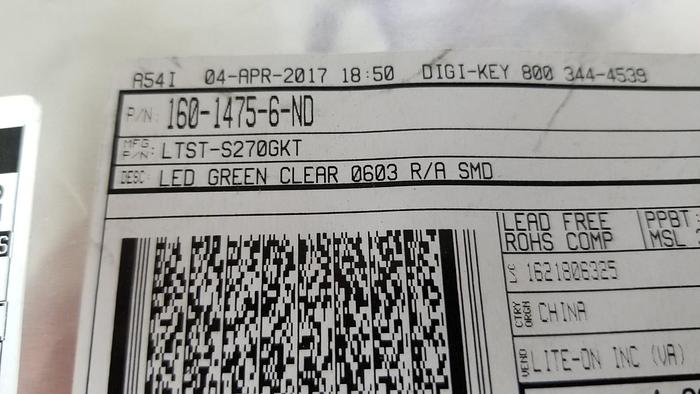 A54I 04-APR-2017 18:50 DIGI-KEY 800 344-4539
P/N: 160-1475-6-ND
MFG P/N: LTST-S270GKT
DESC: LED GREEN CLEAR 0603 R/A SMD
LEAD FREE
ROHS COMP
PPBT
MSL
L/C 1621806325
CTRY ORGN CHINA
VEND LITE-ON INC (VA)